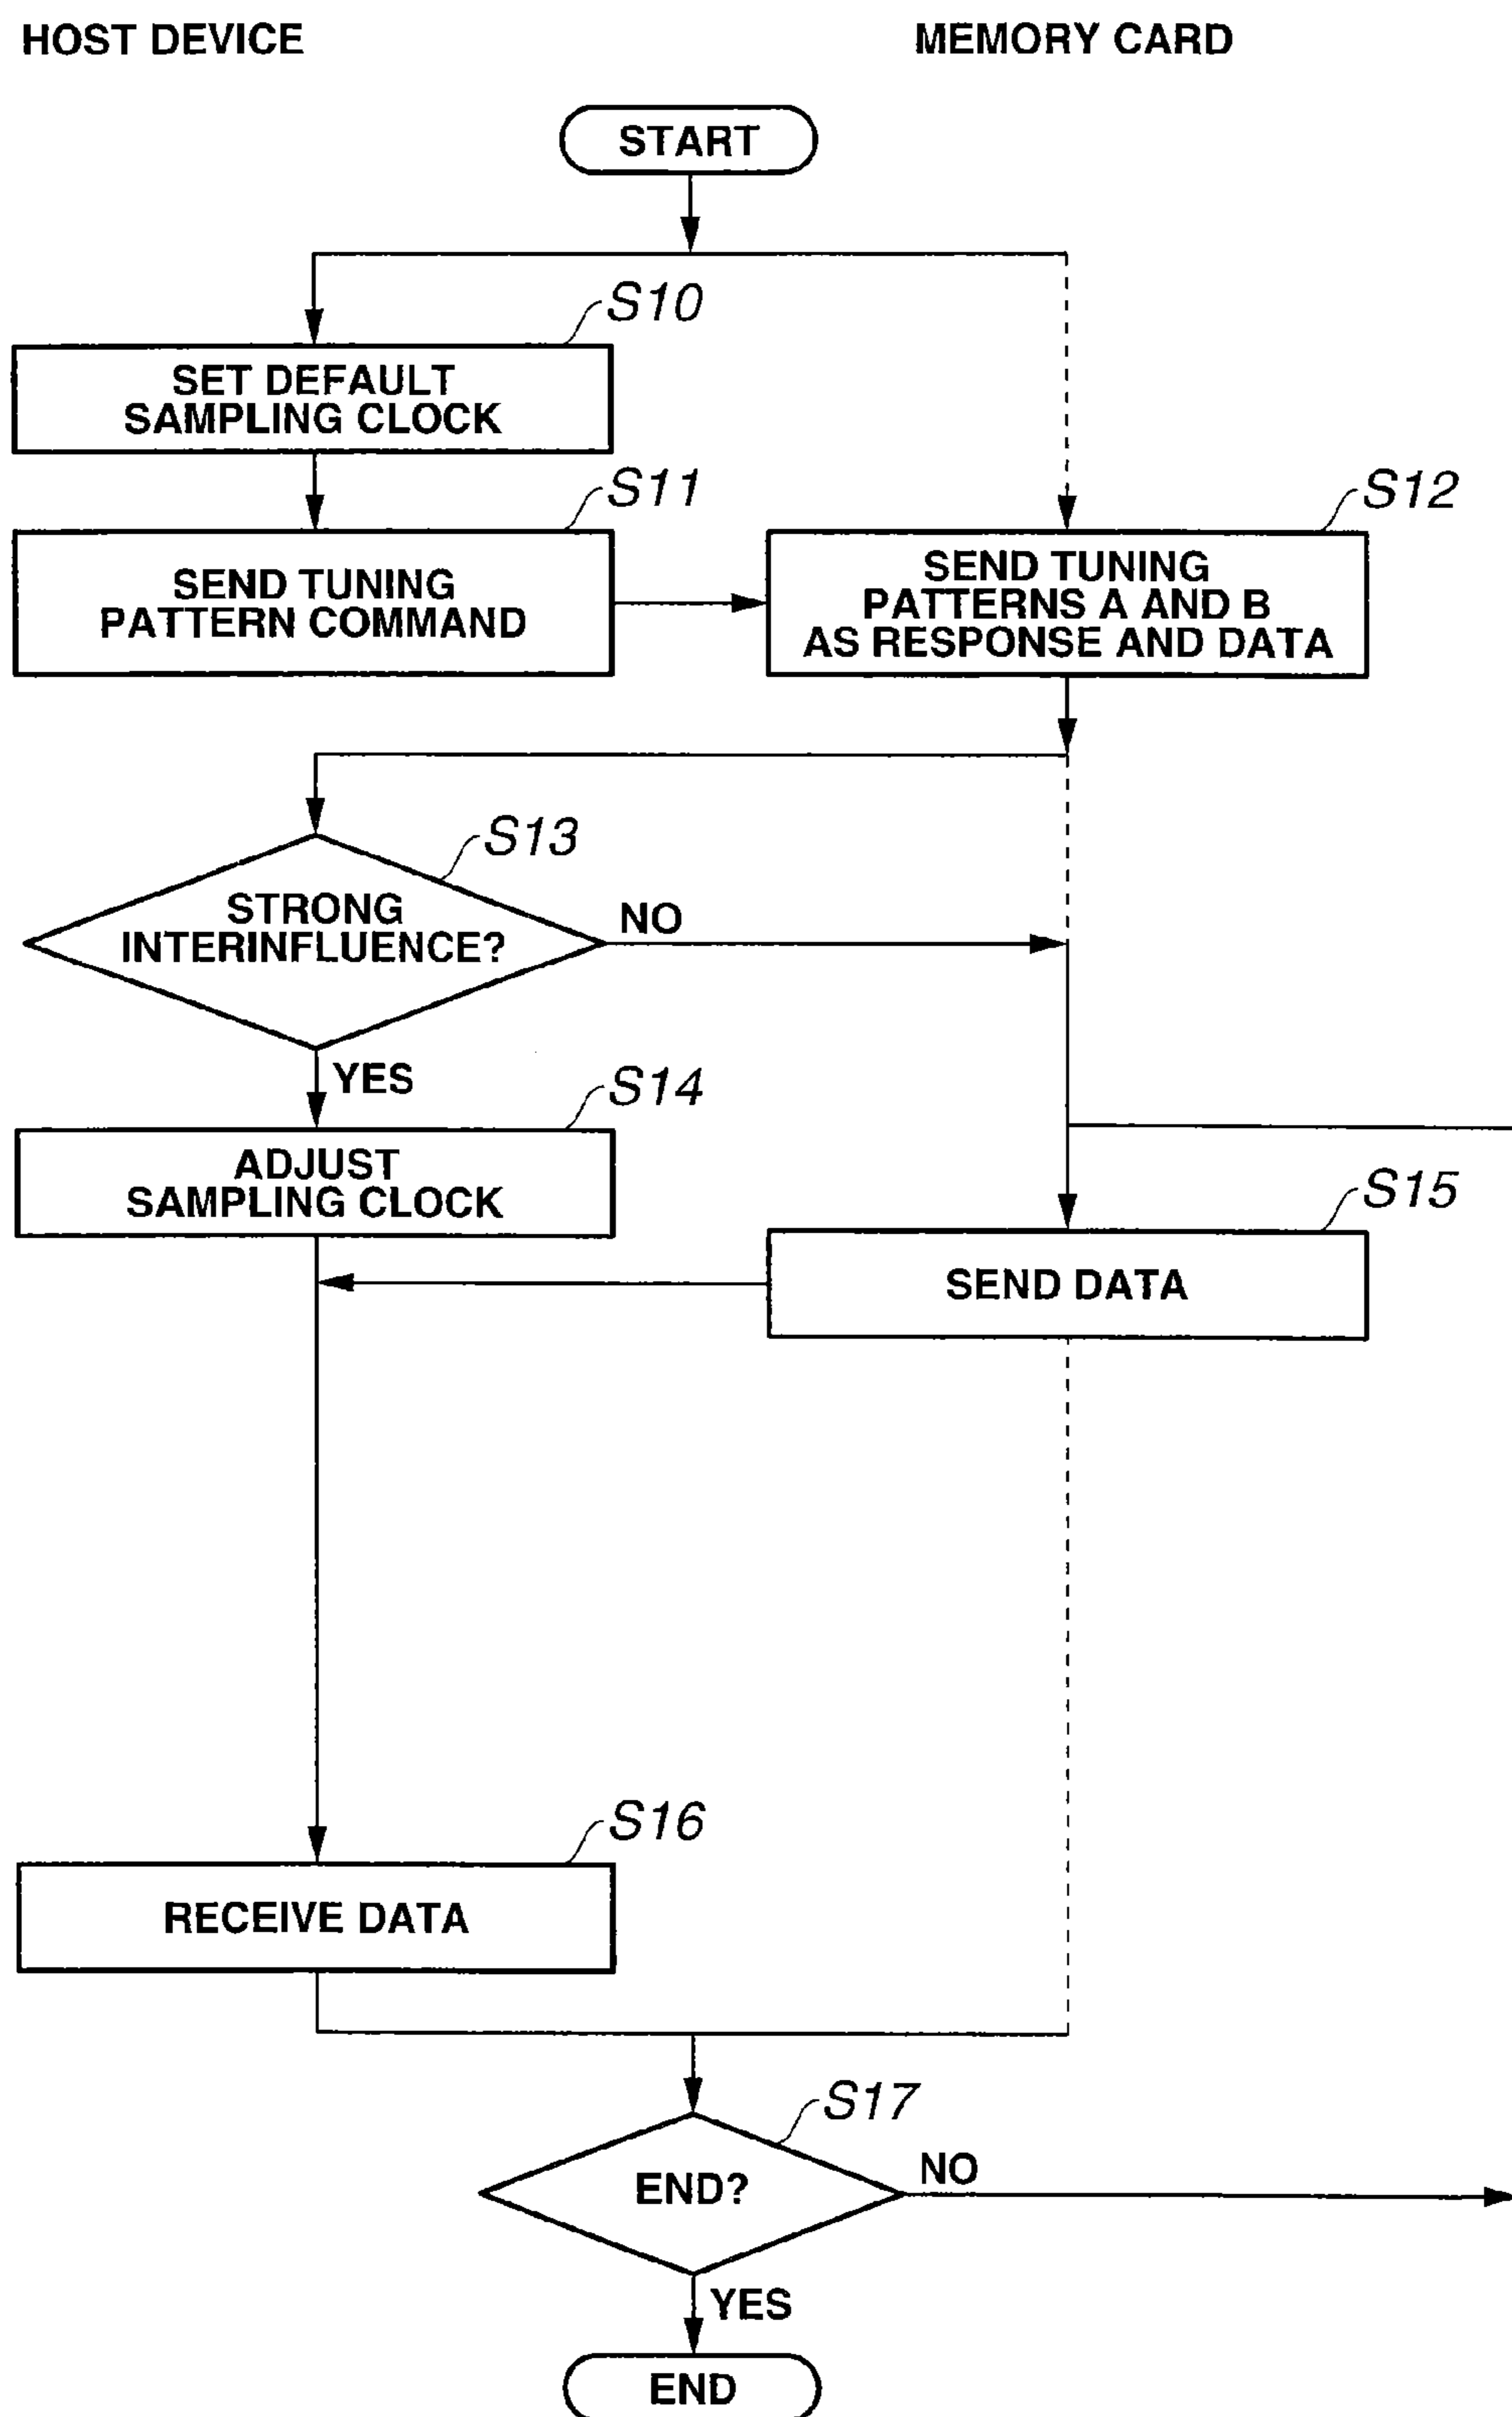 HOST DEVICE
MEMORY CARD
START
S10
SET DEFAULT
SAMPLING CLOCK
S11
SEND TUNING
PATTERN COMMAND
S12
SEND TUNING
PATTERNS A AND B
AS RESPONSE AND DATA
S13
STRONG
INTERINFLUENCE?
NO
YES
S14
ADJUST
SAMPLING CLOCK
S15
SEND DATA
S16
RECEIVE DATA
S17
END?
NO
YES
END